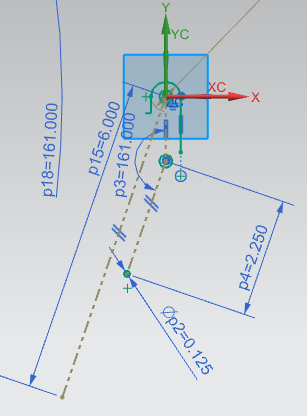 Y
YC
XC
X
p18=161.000
p15=6.000
p3=161.000
p4=2.250
Øp2=0.125